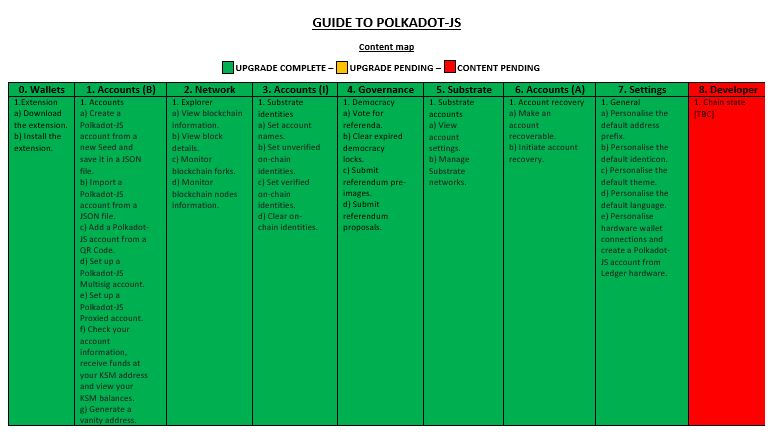 GUIDE TO POLKADOT-JS
Content map
UPGRADE COMPLETE – UPGRADE PENDING – CONTENT PENDING
0. Wallets
1.Extension
a) Download
the extension.
b) Install the
extension.
1. Accounts (B)
1. Accounts
a) Create a
Polkadot-JS
account from a
new Seed and
save it in a JSON
file.
b) Import a
Polkadot-JS
account from a
JSON file.
c) Add a Polkadot-
JS account from a
QR Code.
d) Set up a
Polkadot-JS
Multisig account.
e) Set up a
Polkadot-JS
Proxied account.
f) Check your
account
information,
receive funds at
your KSM address
and view your
KSM balances.
g) Generate a
vanity address.
2. Network
1. Explorer
a) View blockchain
information.
b) View block
details.
c) Monitor
blockchain forks.
d) Monitor
blockchain nodes
information.
3. Accounts (I)
1. Substrate
identities
a) Set account
names.
b) Set unverified
on-chain
identities.
c) Set verified
on-chain
identities.
d) Clear on-
chain identities.
4. Governance
1. Democracy
a) Vote for
referenda.
b) Clear expired
democracy
locks.
c) Submit
referendum pre-
images.
d) Submit
referendum
proposals.
5. Substrate
1. Substrate
accounts
a) View
account
settings.
b) Manage
Substrate
networks.
6. Accounts (A)
1. Account recovery
a) Make an
account
recoverable.
b) Initiate account
recovery.
7. Settings
1. General
a) Personalise the
default address
prefix.
b) Personalise the
default identicon.
c) Personalise the
default theme.
d) Personalise the
default language.
e) Personalise
hardware wallet
connections and
create a Polkadot-
JS account from
Ledger hardware.
8. Developer
1. Chain state
(TBC)